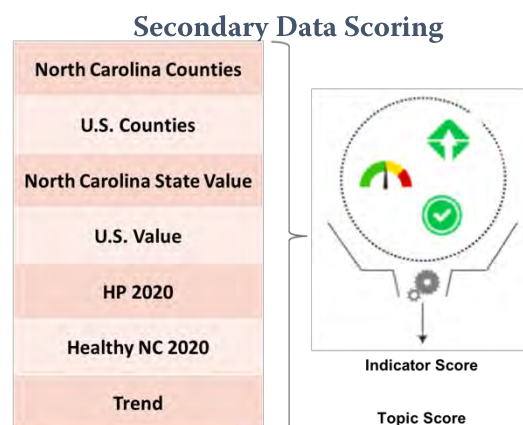 Secondary Data Scoring
North Carolina Counties
U.S. Counties
North Carolina State Value
U.S. Value
HP 2020
Healthy NC 2020
Trend
Indicator Score
Topic Score